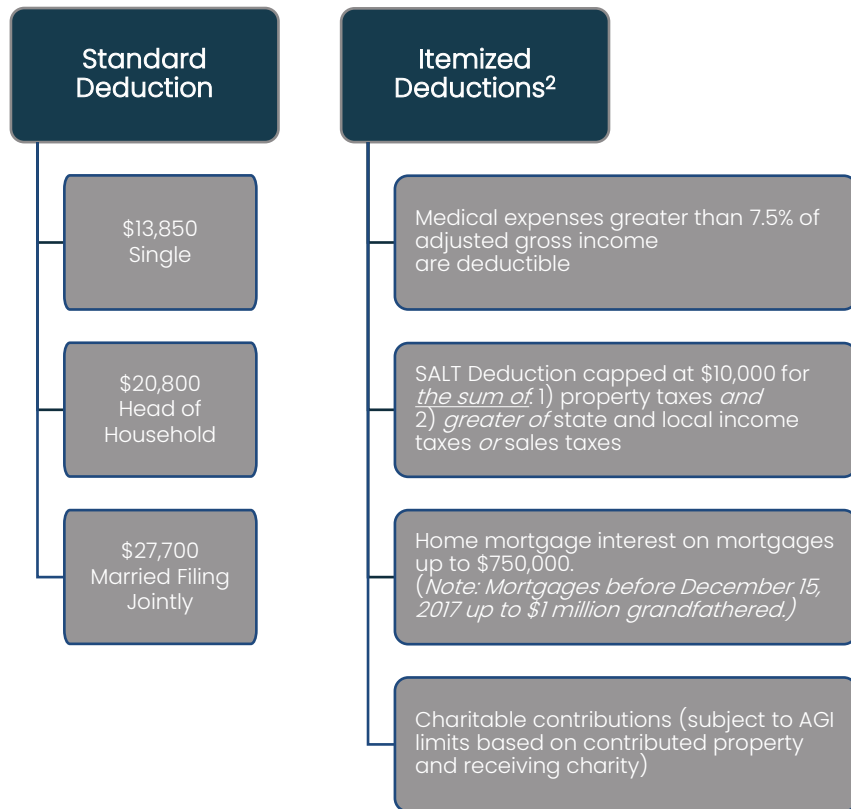 Standard
Deduction
$13,850
Single
$20,800
Head of
Household
$27,700
Married Filing
Jointly
Itemized
Deductions²
Medical expenses greater than 7.5% of
adjusted gross income
are deductible
SALT Deduction capped at $10,000 for
the sum of: 1) property taxes and
2) greater of state and local income
taxes or sales taxes
Home mortgage interest on mortgages
up to $750,000.
(Note: Mortgages before December 15,
2017 up to $1 million grandfathered.)
Charitable contributions (subject to AGI
limits based on contributed property
and receiving charity)